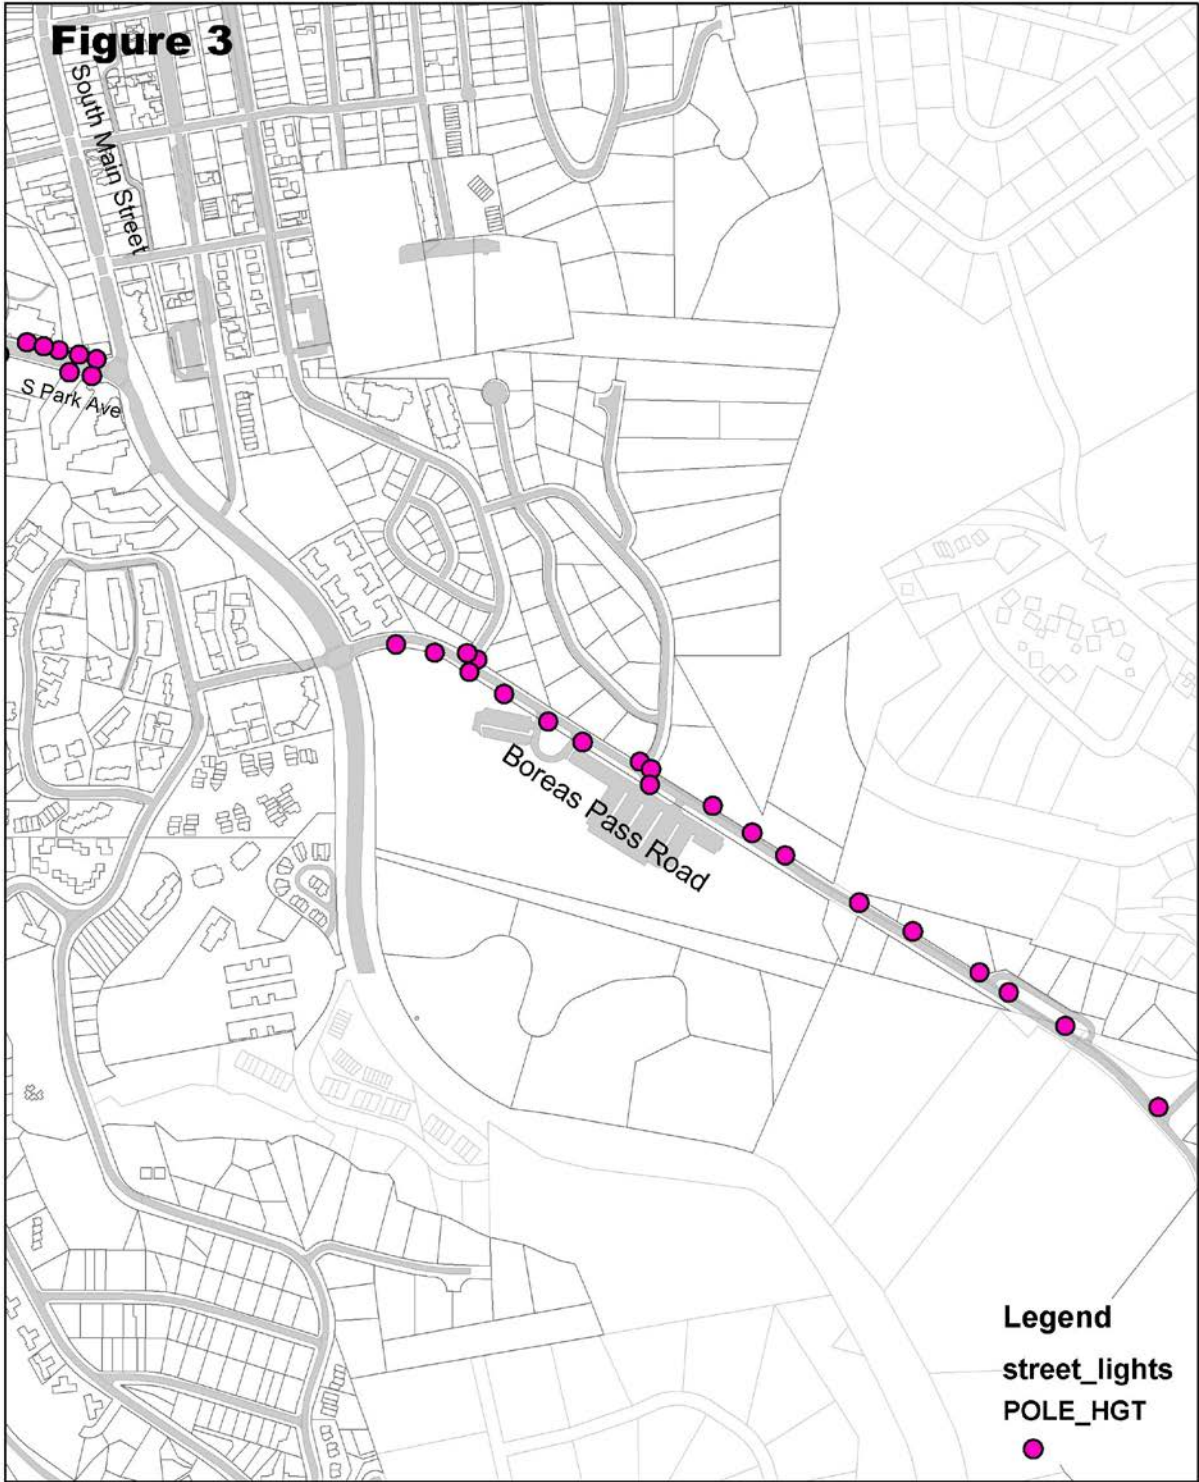 Figure 3
South Main Street
S Park Ave
Boreas Pass Road
Legend
street_lights
POLE_HGT